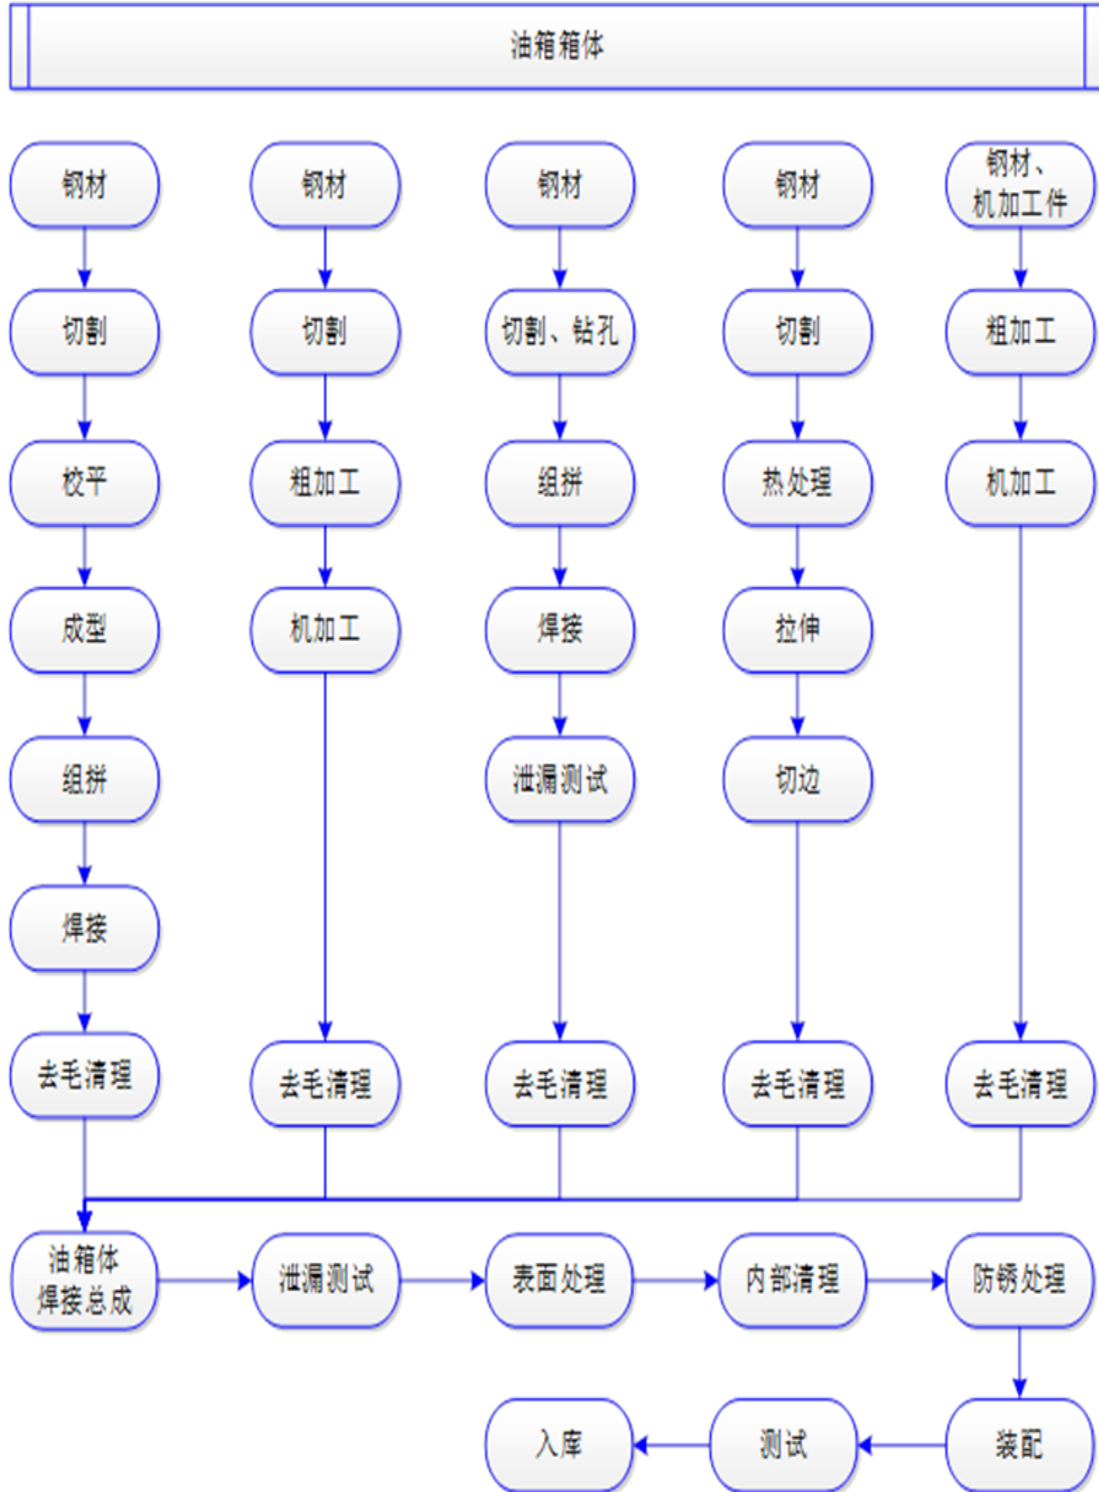 油箱箱体
钢材
钢材
钢材
钢材
钢材、
机加工件
切割
切割
切割、钻孔
切割
粗加工
校平
粗加工
组拼
热处理
机加工
成型
机加工
焊接
拉伸
组拼
泄漏测试
切边
焊接
去毛清理
去毛清理
去毛清理
去毛清理
去毛清理
油箱体
焊接总成
泄漏测试
表面处理
内部清理
防锈处理
入库
测试
装配